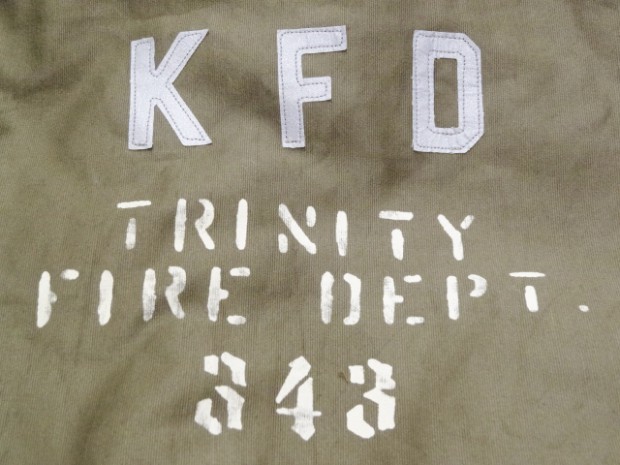 KFD
TRINITY
FIRE DEPT.
343